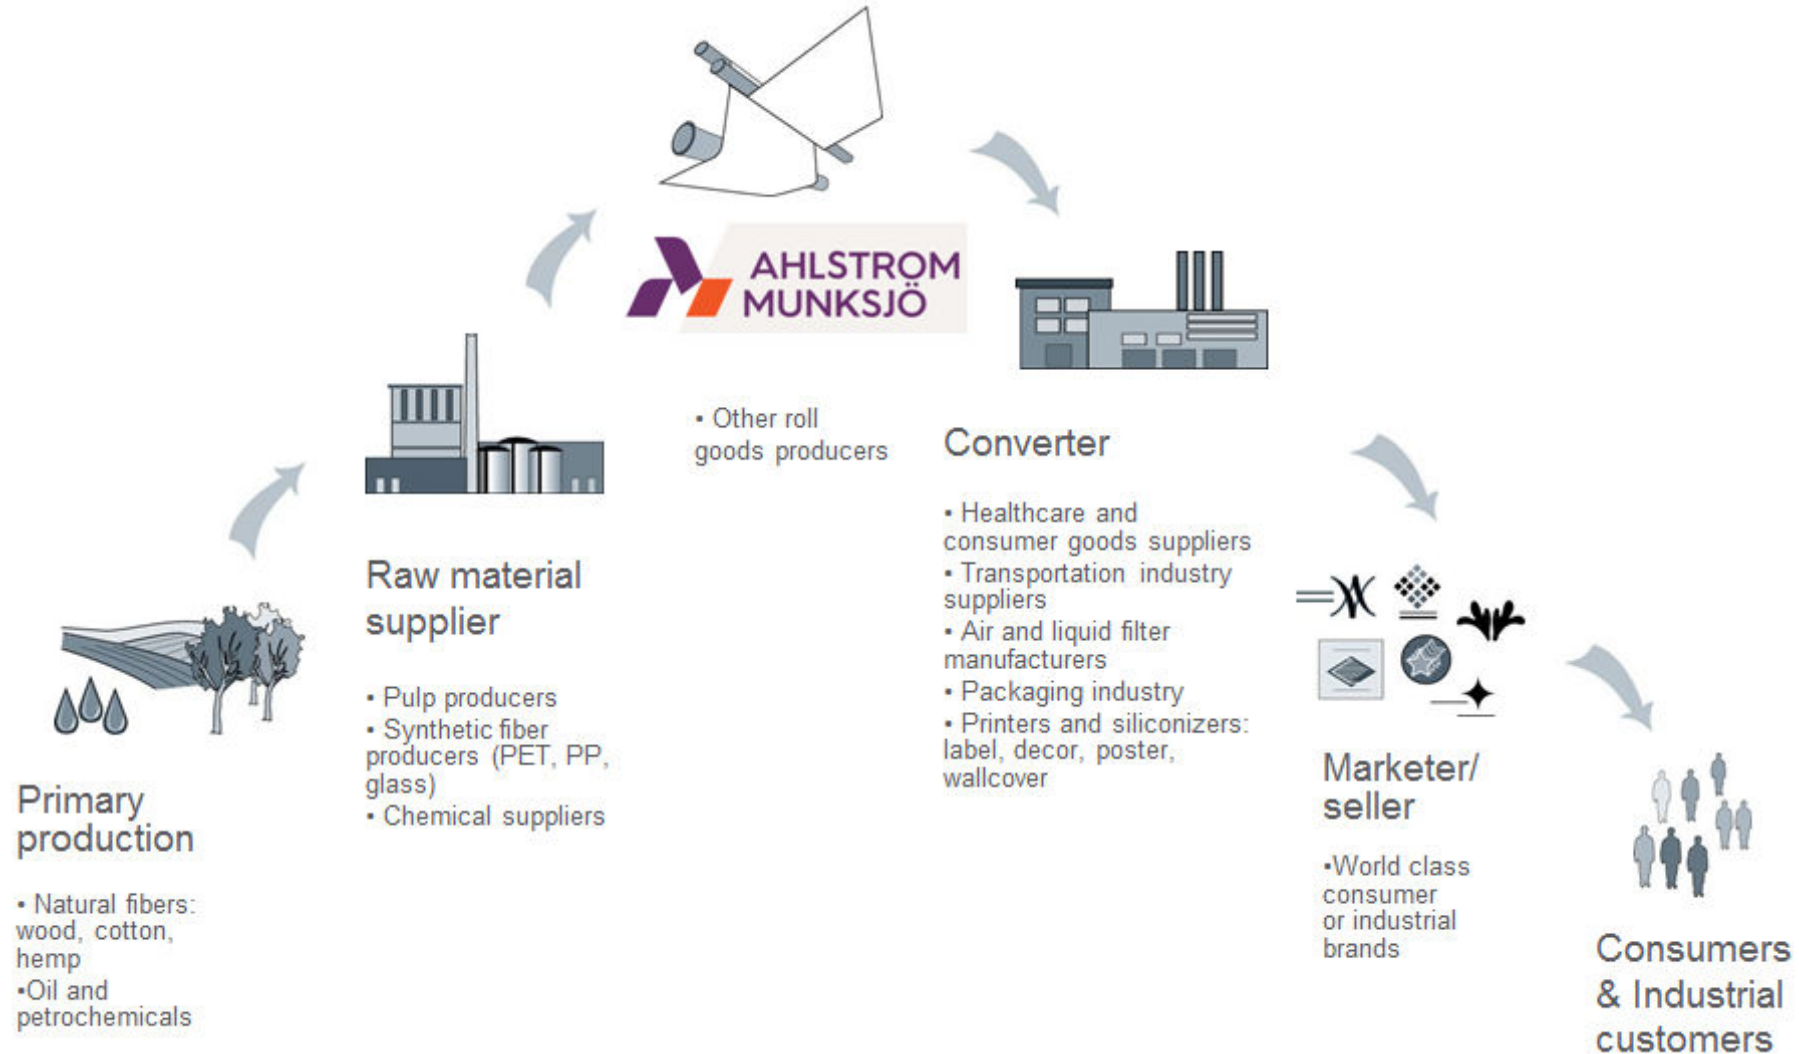 AHLSTROM
MUNKSJÖ
▪ Other roll
goods producers
Primary
production
▪ Natural fibers:
wood, cotton,
hemp
▪Oil and
petrochemicals
Raw material
supplier
▪ Pulp producers
▪ Synthetic fiber
producers (PET, PP,
glass)
▪ Chemical suppliers
Converter
▪ Healthcare and
consumer goods suppliers
▪ Transportation industry
suppliers
▪ Air and liquid filter
manufacturers
▪ Packaging industry
▪ Printers and siliconizers:
label, decor, poster,
wallcover
Marketer/
seller
▪World class
consumer
or industrial
brands
Consumers
& Industrial
customers